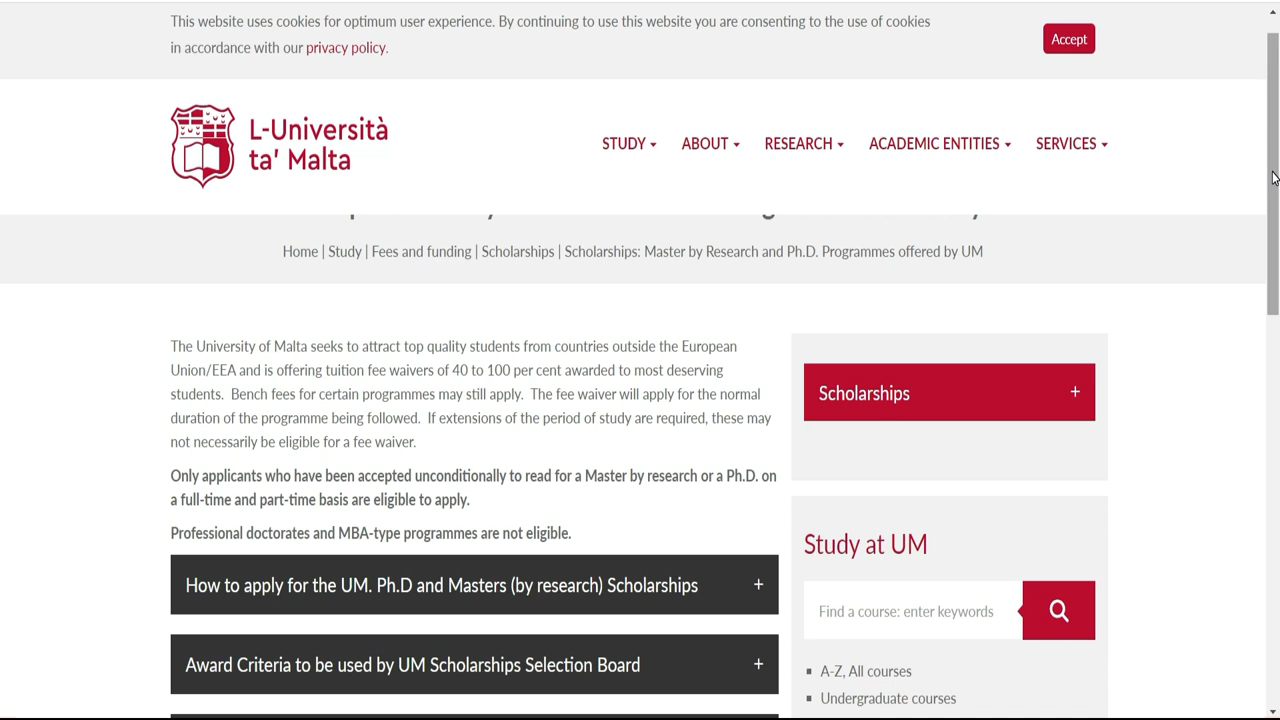 This website uses cookies for optimum user experience. By continuing to use this website you are consenting to the use of cookies
in accordance with our privacy policy.
Accept
L-Università
ta' Malta
STUDY
ABOUT
RESEARCH
ACADEMIC ENTITIES
SERVICES
Home | Study | Fees and funding | Scholarships | Scholarships: Master by Research and Ph.D. Programmes offered by UM
The University of Malta seeks to attract top quality students from countries outside the European
Union/EEA and is offering tuition fee waivers of 40 to 100 per cent awarded to most deserving
students. Bench fees for certain programmes may still apply. The fee waiver will apply for the normal
duration of the programme being followed. If extensions of the period of study are required, these may
not necessarily be eligible for a fee waiver.
Only applicants who have been accepted unconditionally to read for a Master by research or a Ph.D. on
a full-time and part-time basis are eligible to apply.
Professional doctorates and MBA-type programmes are not eligible.
How to apply for the UM. Ph.D and Masters (by research) Scholarships +
Award Criteria to be used by UM Scholarships Selection Board +
Scholarships +
Study at UM
Find a course: enter keywords
A-Z, All courses
Undergraduate courses